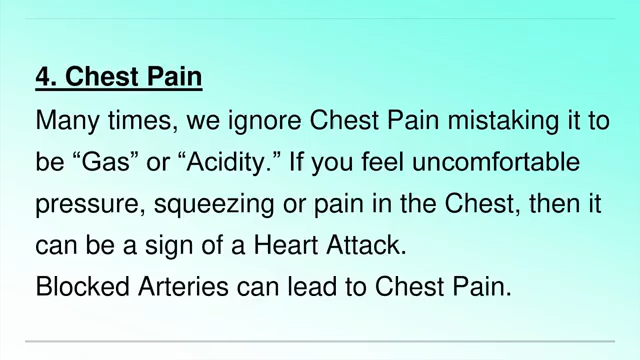 4. Chest Pain
Many times, we ignore Chest Pain mistaking it to
be “Gas” or “Acidity.” If you feel uncomfortable
pressure, squeezing or pain in the Chest, then it
can be a sign of a Heart Attack.
Blocked Arteries can lead to Chest Pain.